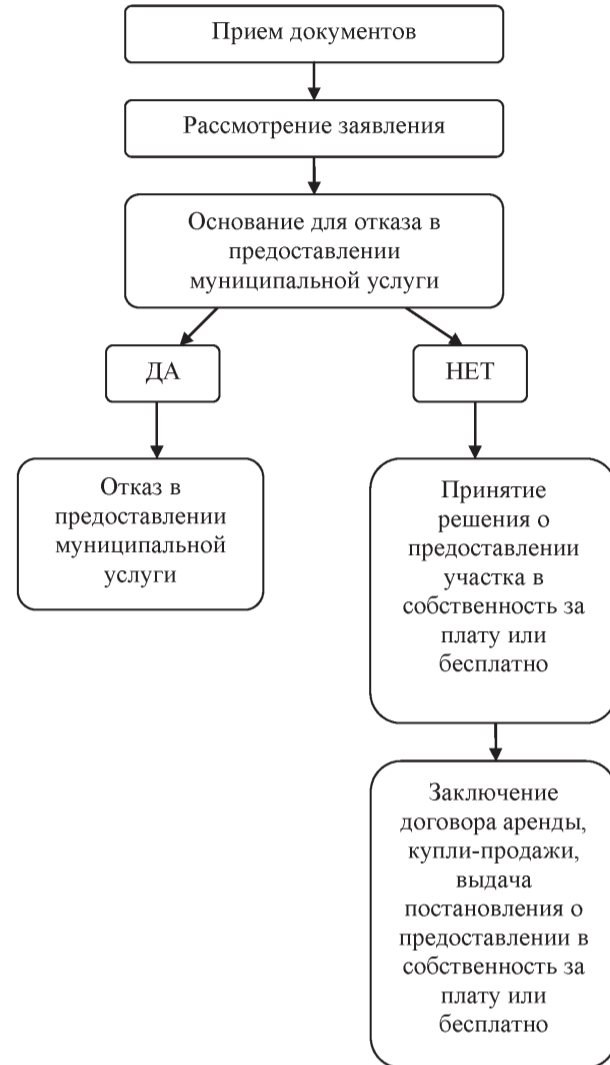 Прием документов
Рассмотрение заявления
Основание для отказа в
предоставлении
муниципальной услуги
ДА
НЕТ
Отказ в
предоставлении
муниципальной
услуги
Принятие
решения о
предоставлении
участка в
собственность за
плату или
бесплатно
Заключение
договора аренды,
купли-продажи,
выдача
постановления о
предоставлении в
собственность за
плату или
бесплатно